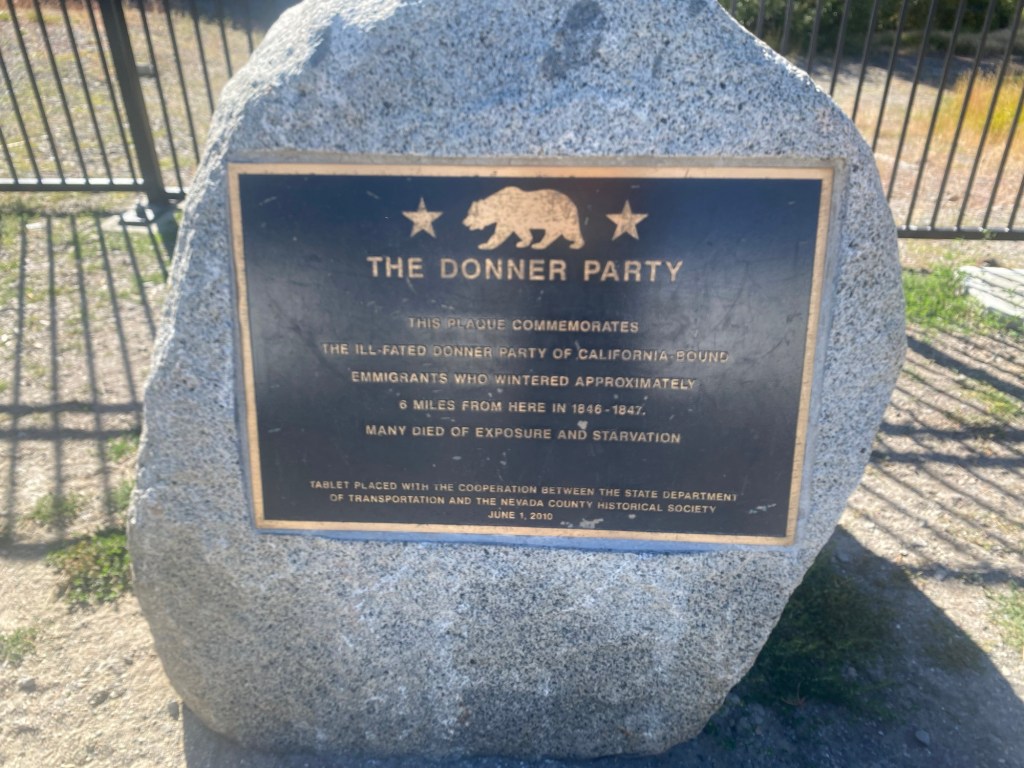 THE DONNER PARTY
THIS PLAQUE COMMEMORATES
THE ILL-FATED DONNER PARTY OF CALIFORNIA-BOUND
EMMIGRANTS WHO WINTERED APPROXIMATELY
6 MILES FROM HERE IN 1846-1847.
MANY DIED OF EXPOSURE AND STARVATION
TABLET PLACED WITH THE COOPERATION BETWEEN THE STATE DEPARTMENT
OF TRANSPORTATION AND THE NEVADA COUNTY HISTORICAL SOCIETY
JUNE 1, 2010